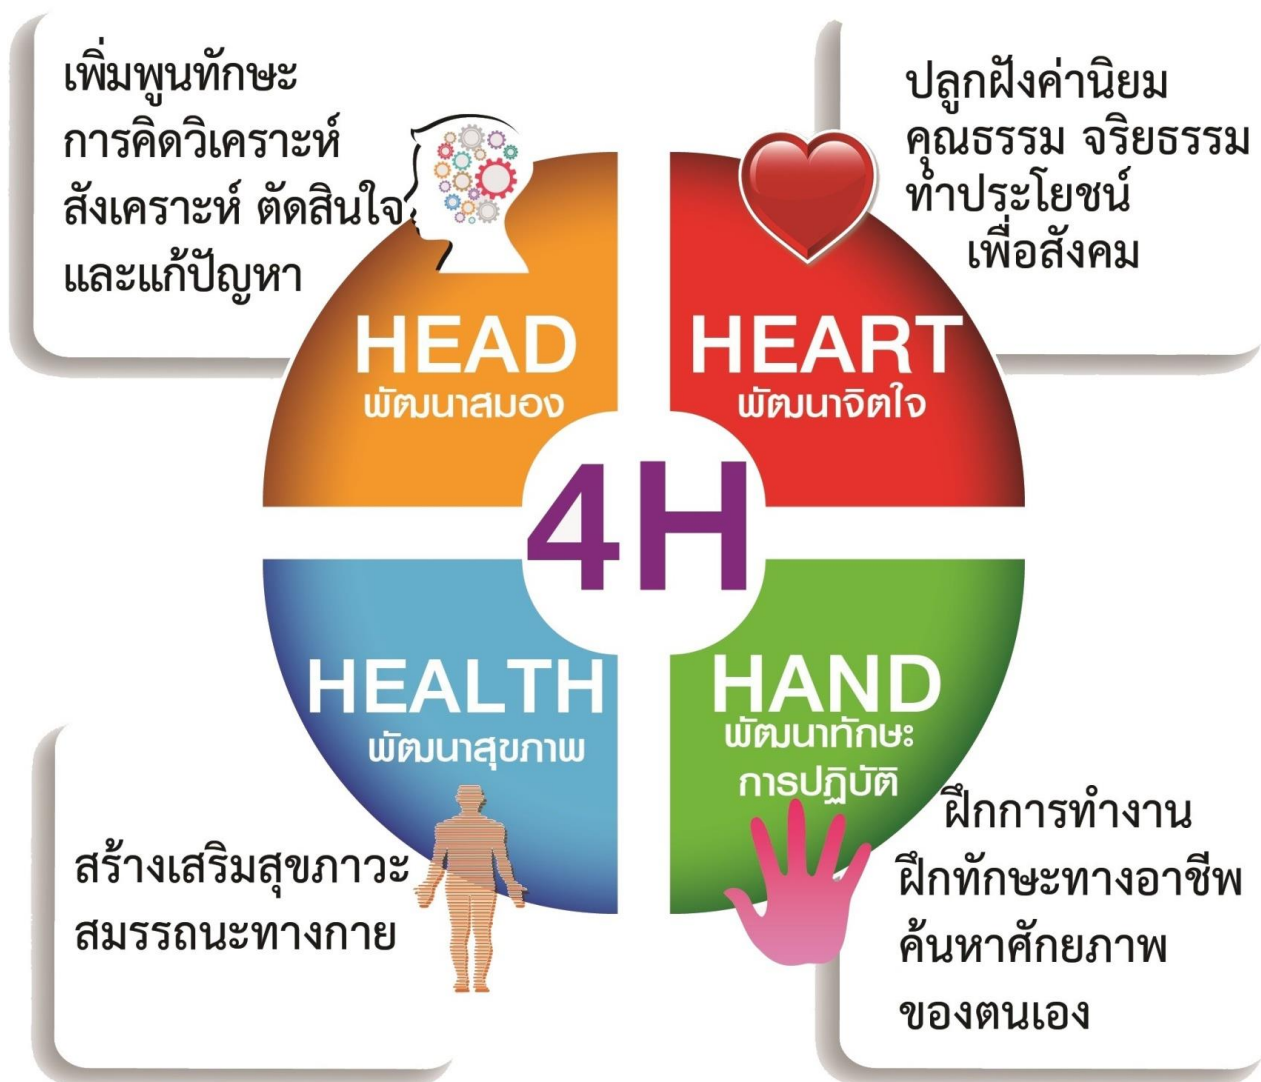 เพิ่มพูนทักษะ
การคิดวิเคราะห์
สังเคราะห์ ตัดสินใจ
และแก้ปัญหา
ปลูกฝังค่านิยม
คุณธรรม จริยธรรม
ทำประโยชน์
เพื่อสังคม
HEAD
พัฒนาสมอง
HEART
พัฒนาจิตใจ
4H
HEALTH
พัฒนาสุขภาพ
HAND
พัฒนาทักษะ
การปฏิบัติ
สร้างเสริมสุขภาวะ
สมรรถนะทางกาย
ฝึกการทำงาน
ฝึกทักษะทางอาชีพ
ค้นหาศักยภาพ
ของตนเอง